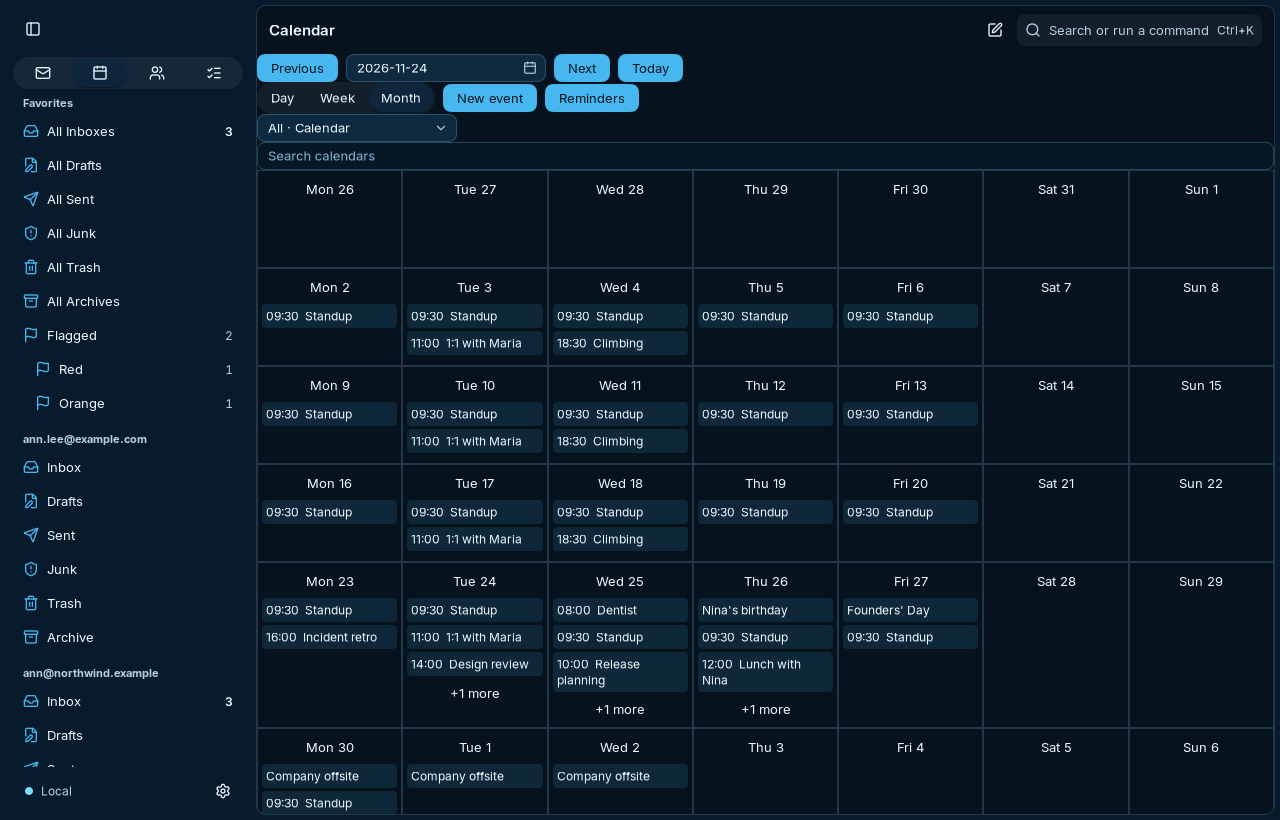 Calendar
Search or run a command Ctrl+K
Favorites
All Inboxes 3
All Drafts
All Sent
All Junk
All Trash
All Archives
Flagged 2
Red 1
Orange 1
ann.lee@example.com
Inbox
Drafts
Sent
Junk
Trash
Archive
ann@northwind.example
Inbox 3
Drafts
Local
Previous 2026-11-24 Next Today
Day Week Month New event Reminders
All · Calendar
Search calendars
Mon 26 Tue 27 Wed 28 Thu 29 Fri 30 Sat 31 Sun 1
Mon 2 Tue 3 Wed 4 Thu 5 Fri 6 Sat 7 Sun 8
09:30 Standup 09:30 Standup 09:30 Standup 09:30 Standup 09:30 Standup
11:00 1:1 with Maria 18:30 Climbing
Mon 9 Tue 10 Wed 11 Thu 12 Fri 13 Sat 14 Sun 15
09:30 Standup 09:30 Standup 09:30 Standup 09:30 Standup 09:30 Standup
11:00 1:1 with Maria 18:30 Climbing
Mon 16 Tue 17 Wed 18 Thu 19 Fri 20 Sat 21 Sun 22
09:30 Standup 09:30 Standup 09:30 Standup 09:30 Standup 09:30 Standup
11:00 1:1 with Maria 18:30 Climbing
Mon 23 Tue 24 Wed 25 Thu 26 Fri 27 Sat 28 Sun 29
09:30 Standup 09:30 Standup 08:00 Dentist Nina's birthday Founders' Day
16:00 Incident retro 11:00 1:1 with Maria 09:30 Standup 09:30 Standup 09:30 Standup
14:00 Design review 10:00 Release planning 12:00 Lunch with Nina
+1 more +1 more +1 more
Mon 30 Tue 1 Wed 2 Thu 3 Fri 4 Sat 5 Sun 6
Company offsite Company offsite Company offsite
09:30 Standup